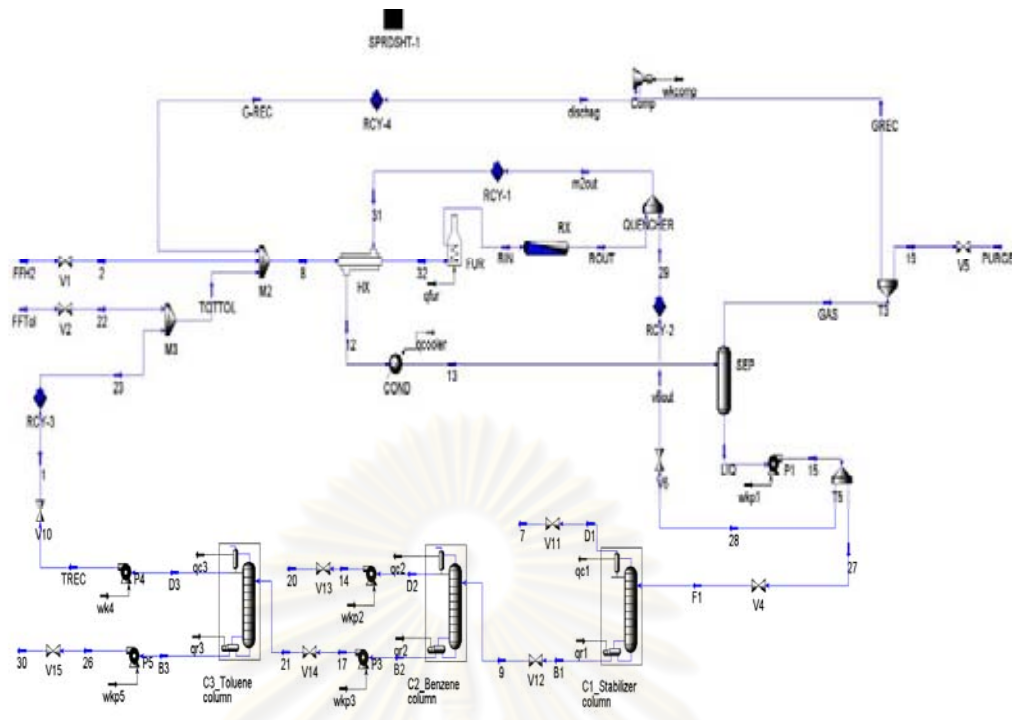 SPRDSHT-1
Comp
wkcomp
G-REC
RCY-4
dischag
GREC
RCY-1
m2out
31
QUENCHER
RX
RIN
ROUT
FUR
32
qfur
29
FFH2
V1
2
M2
8
HX
15
V5
T3
GAS
FFTol
V2
22
TOTTOL
M3
RCY-2
12
qcooler
COND
13
SEP
23
RCY-3
1
V10
V6
LIQ
P1
15
wkp1
T5
28
27
7
V11
D1
TREC
P4
D3
qc3
20
V13
14
qc2
D2
qc1
F1
V4
wk4
wkp2
30
V15
26
P5
B3
qr3
21
V14
17
P3
B2
qr2
9
V12
B1
qr1
wkp5
wkp3
C3_Toluene
column
C2_Benzene
column
C1_Stabilizer
column